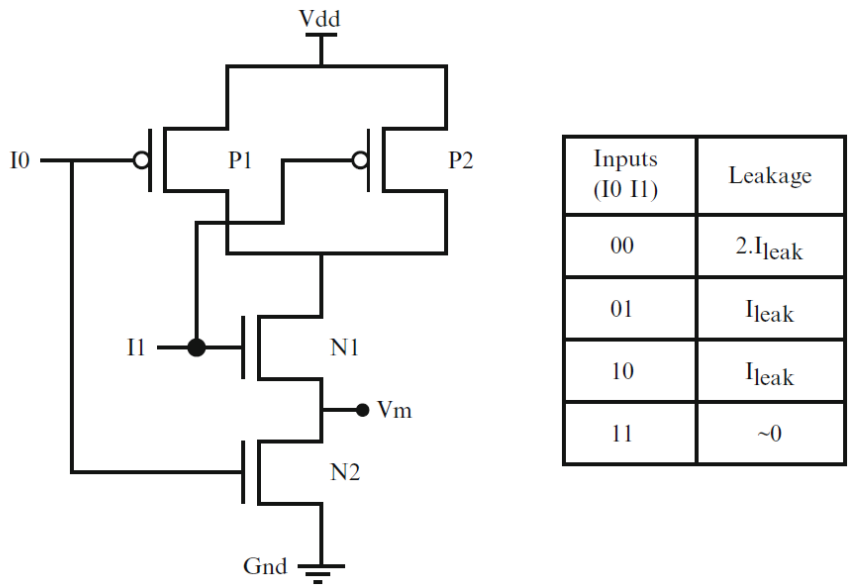 Vdd
I0
P1
P2
I1
N1
Vm
N2
Gnd
Inputs
(I0 I1)
Leakage
00
2.Ileak
01
Ileak
10
Ileak
11
~0